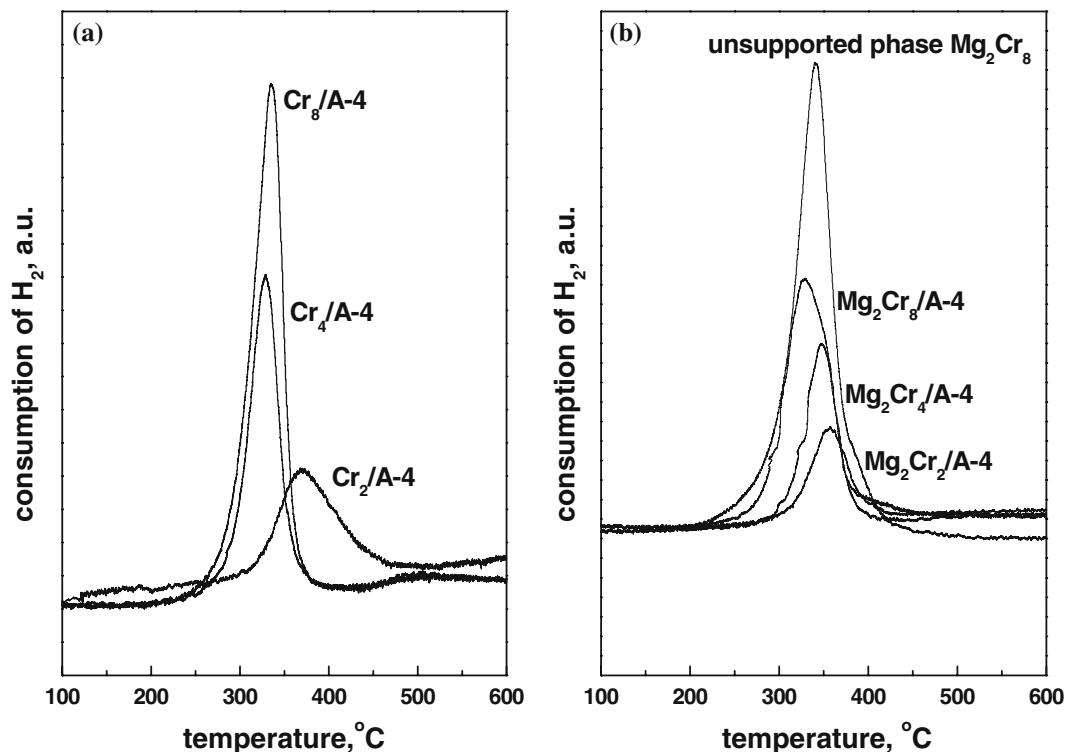 (a)
Cr₈/A-4
Cr₄/A-4
Cr₂/A-4
consumption of H₂, a.u.
100 200 300 400 500 600
temperature,°C
(b)
unsupported phase Mg₂Cr₈
Mg₂Cr₈/A-4
Mg₂Cr₄/A-4
Mg₂Cr₂/A-4
consumption of H₂, a.u.
100 200 300 400 500 600
temperature,°C